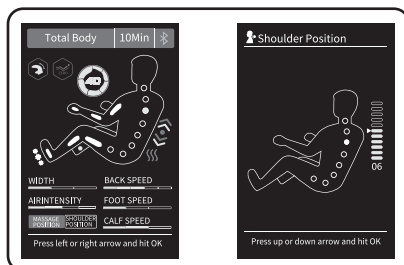 Total Body 10Min
WIDTH BACK SPEED
AIRINTENSITY FOOT SPEED
MASSAGE POSITION SHOULDER POSITION CALF SPEED
Press left or right arrow and hit OK
Shoulder Position
06
Press up or down arrow and hit OK